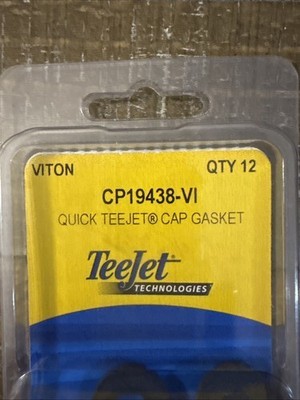 VITON QTY 12
CP19438-VI
QUICK TEEJET® CAP GASKET
TeeJet®
TECHNOLOGIES